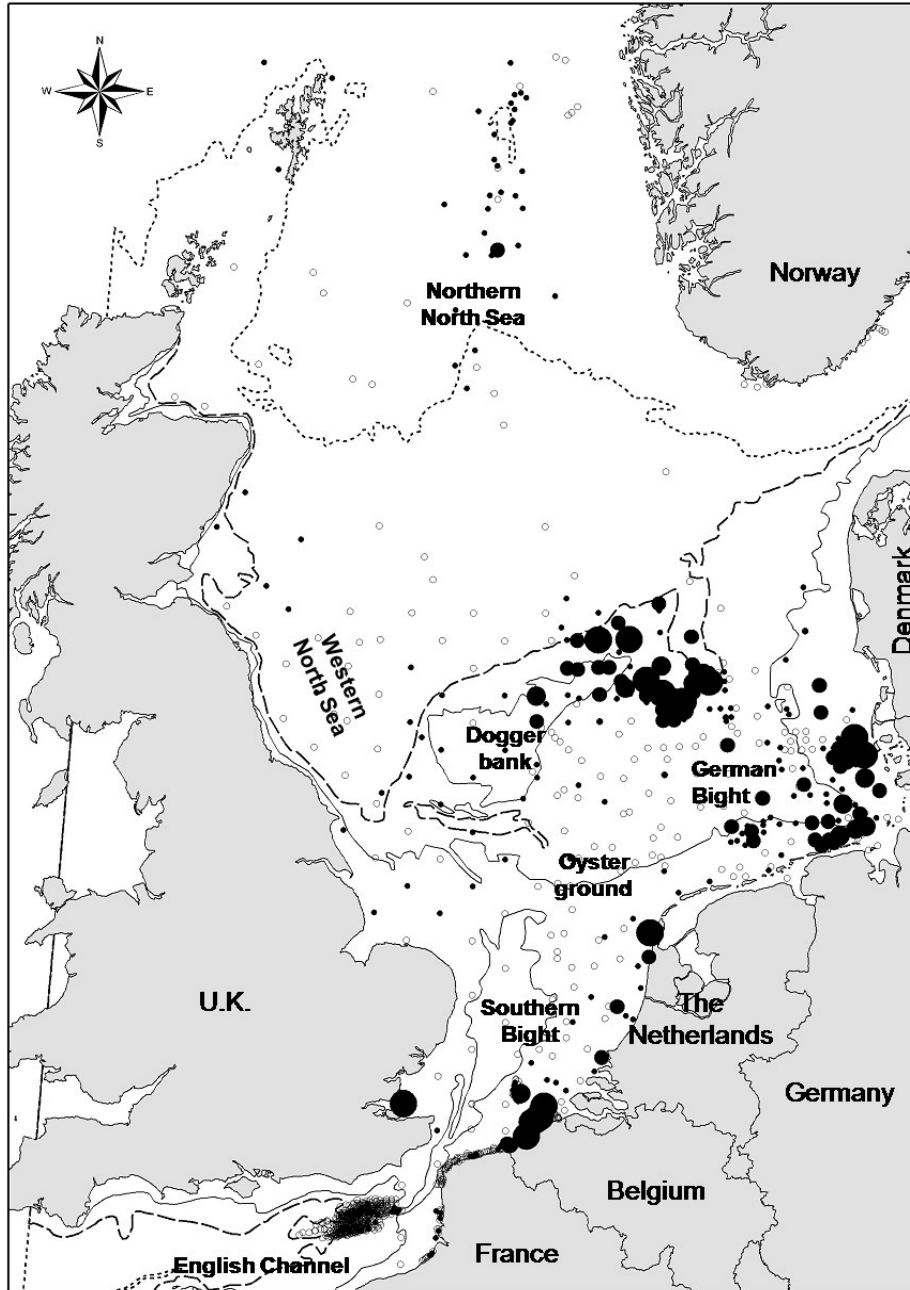 N
W E
S
Norway
Northern
North Sea
Denmark
Western
North Sea
Dogger
bank
German
Bight
Oyster
ground
U.K.
Southern
Bight
The
Netherlands
Germany
Belgium
English Channel
France